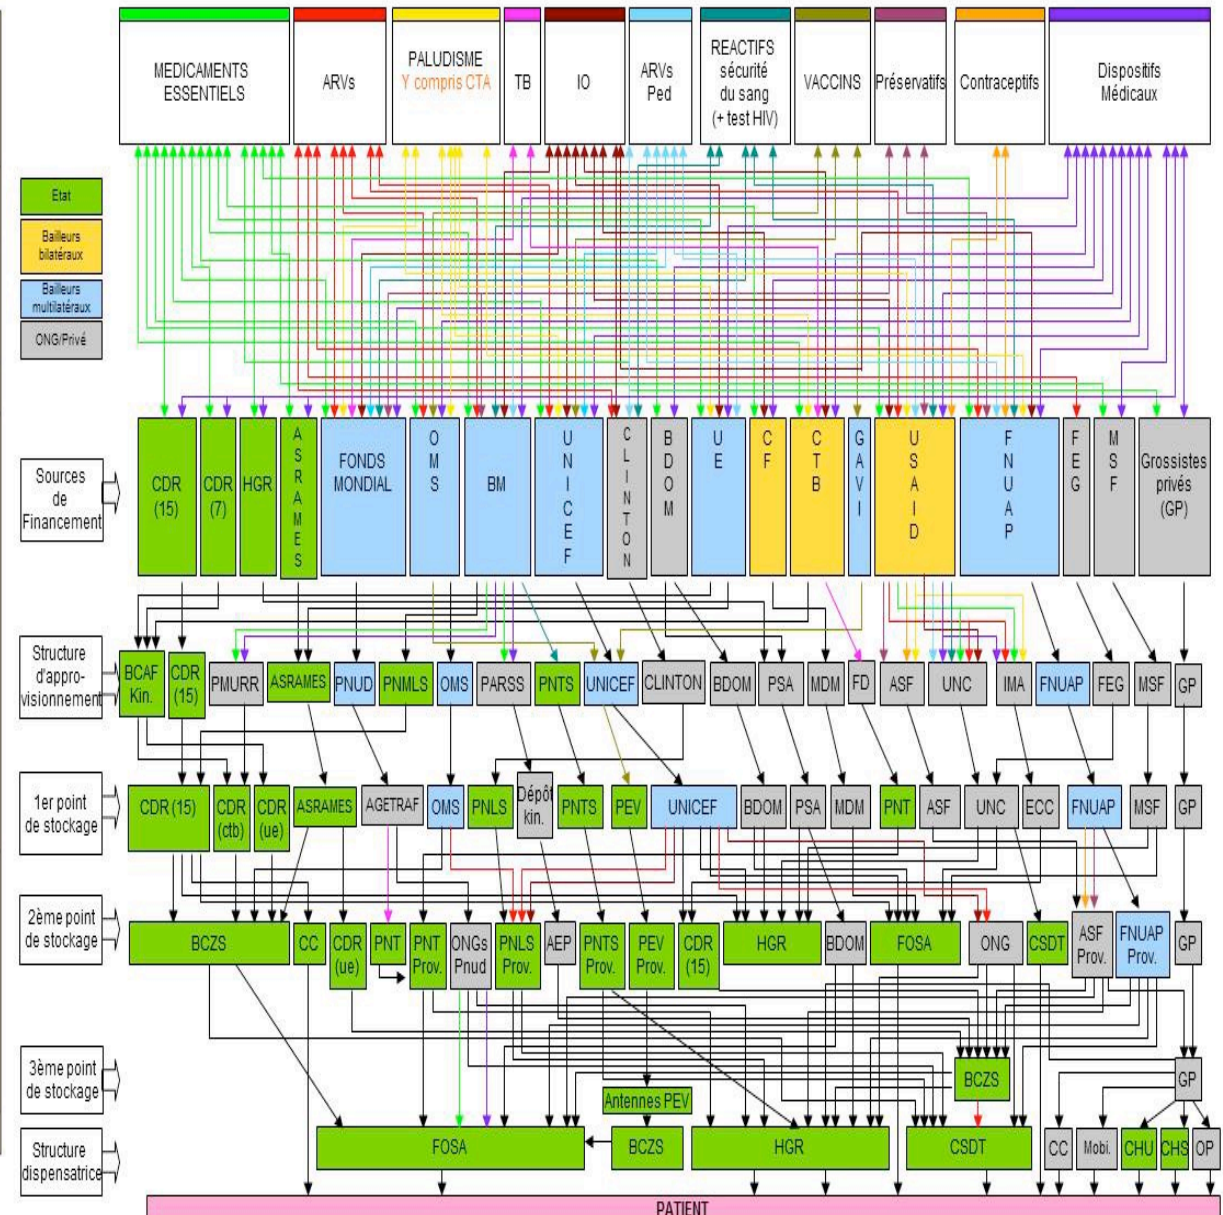 MEDICAMENTS
ESSENTIELS
ARVs
PALUDISME
Y compris CTA
TB
IO
ARVs
Ped
REACTIFS
sécurité
du sang
(+ test HIV)
VACCINS
Préservatifs
Contraceptifs
Dispositifs
Médicaux
Etat
Bailleurs
bilatéraux
Bailleurs
multilatéraux
ONG/Privé
Sources
de
Financement
CDR
(15)
CDR
(7)
HGR
ASRAMES
FONDS
MONDIAL
OMS
BM
UNICEF
CLINTON
BDOM
UE
CF
CTB
GAVI
USAID
FNUAP
FEG
MSF
Grossistes
privés
(GP)
Structure
d'appro-
visionnement
BCAF
Kin.
CDR
(15)
PMURR
ASRAMES
PNUD
PNMLS
OMS
PARSS
PNTS
UNICEF
CLINTON
BDOM
PSA
MDM
FD
ASF
UNC
IMA
FNUAP
FEG
MSF
GP
1er point
de stockage
CDR (15)
CDR
(ctb)
CDR
(ue)
ASRAMES
AGETRAF
OMS
PNLS
Dépôt
kin.
PNTS
PEV
UNICEF
BDOM
PSA
MDM
PNT
ASF
UNC
ECC
FNUAP
MSF
GP
2ème point
de stockage
BCZS
CC
CDR
(ue)
PNT
PNT
Prov.
ONGs
Pnud
PNLS
Prov.
AEP
PNTS
Prov.
PEV
Prov.
CDR
(15)
HGR
BDOM
FOSA
ONG
CSDT
ASF
Prov.
FNUAP
Prov.
GP
3ème point
de stockage
BCZS
GP
Antennes PEV
Structure
dispensatrice
FOSA
BCZS
HGR
CSDT
CC
Mobi.
CHU
CHS
OP
PATIENT